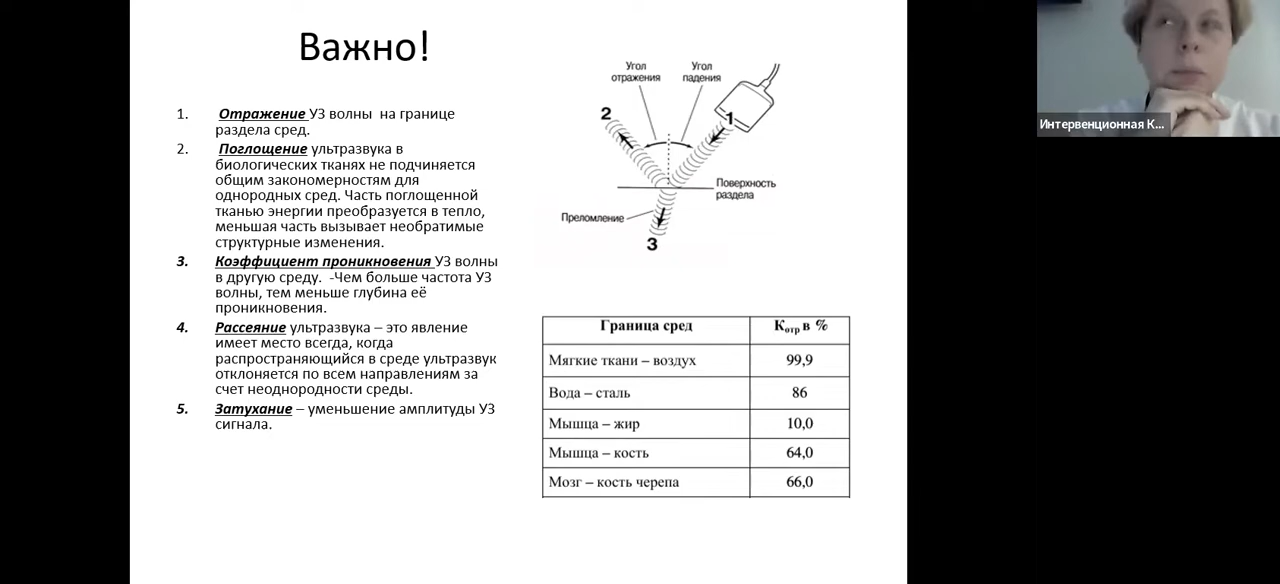 Важно!
1. Отражение УЗ волны на границе
раздела сред.
2. Поглощение ультразвука в
биологических тканях не подчиняется
общим закономерностям для
однородных сред. Часть поглощенной
тканью энергии преобразуется в тепло,
меньшая часть вызывает необратимые
структурные изменения.
3. Коэффициент проникновения УЗ волны
в другую среду. -Чем больше частота УЗ
волны, тем меньше глубина её
проникновения.
4. Рассеяние ультразвука – это явление
имеет место всегда, когда
распространяющийся в среде ультразвук
отклоняется по всем направлениям за
счет неоднородности среды.
5. Затухание – уменьшение амплитуды УЗ
сигнала.
Угол
отражения
Угол
падения
2
1
Поверхность
раздела
Преломление
3
Граница сред Котр в %
Мягкие ткани – воздух 99,9
Вода – сталь 86
Мышца – жир 10,0
Мышца – кость 64,0
Мозг – кость черепа 66,0
Интервенционная К...